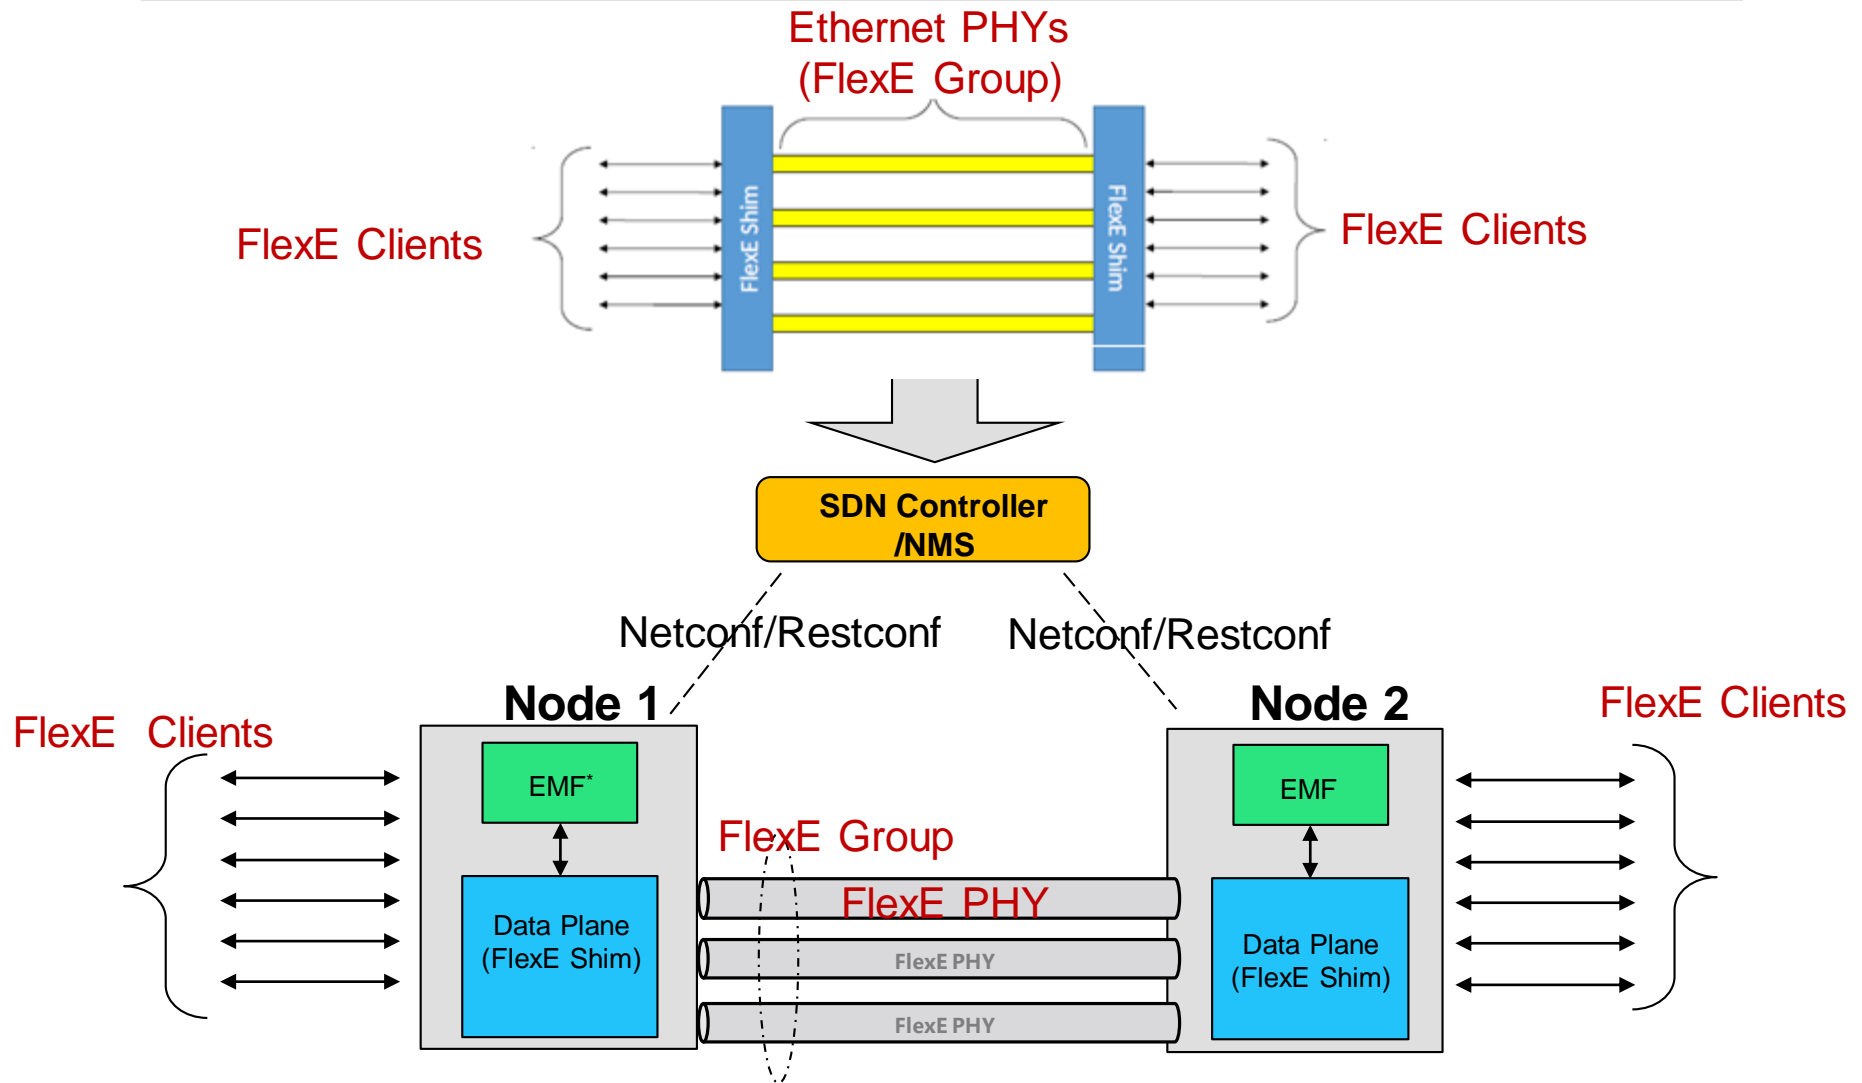 Ethernet PHYs
(FlexE Group)
FlexE Clients
FlexE Shim
FlexE Shim
FlexE Clients
SDN Controller
/NMS
Netconf/Restconf
Netconf/Restconf
Node 1
Node 2
FlexE Clients
FlexE Clients
EMF*
EMF
FlexE Group
FlexE PHY
Data Plane
(FlexE Shim)
FlexE PHY
Data Plane
(FlexE Shim)
FlexE PHY